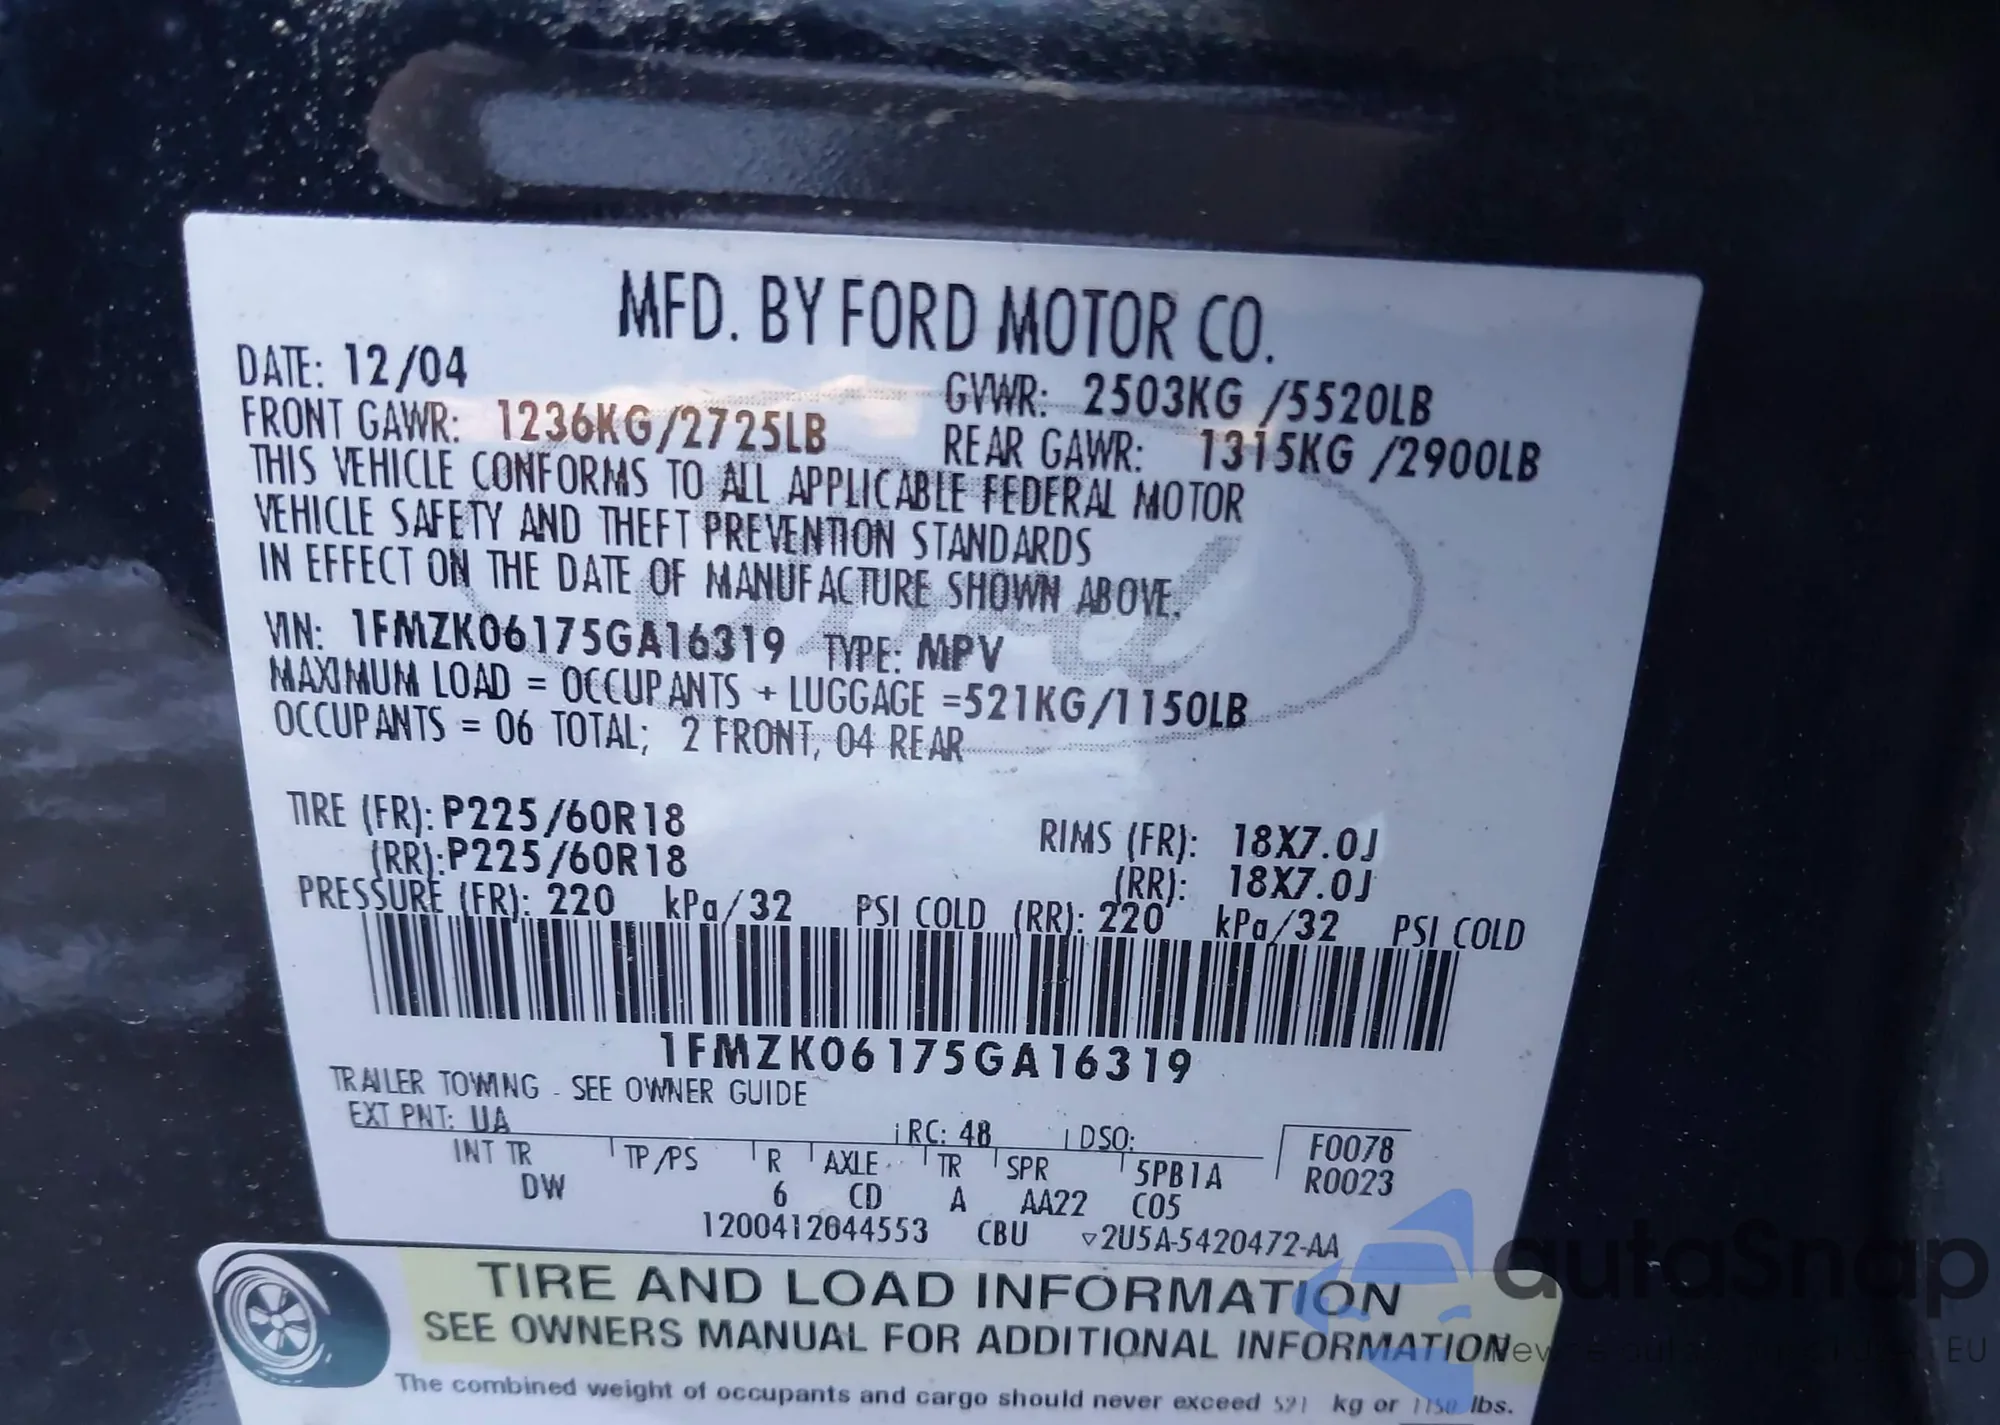 MFD. BY FORD MOTOR CO.
DATE: 12/04
GVWR: 2503KG /5520LB
FRONT GAWR: 1236KG/2725LB
REAR GAWR: 1315KG /2900LB
THIS VEHICLE CONFORMS TO ALL APPLICABLE FEDERAL MOTOR
VEHICLE SAFETY AND THEFT PREVENTION STANDARDS
IN EFFECT ON THE DATE OF MANUFACTURE SHOWN ABOVE.
VIN: 1FMZK06175GA16319 TYPE: MPV
MAXIMUM LOAD = OCCUPANTS + LUGGAGE =521KG/1150LB
OCCUPANTS = 06 TOTAL; 2 FRONT, 04 REAR
TIRE (FR): P225/60R18
RIMS (FR): 18X7.0J
(RR): P225/60R18
(RR): 18X7.0J
PRESSURE (FR): 220 kPa/32 PSI COLD (RR): 220 kPa/32 PSI COLD
1FMZK06175GA16319
TRAILER TOWING - SEE OWNER GUIDE
EXT PNT: UA RC: 48 DSO:
F0078
INT TR TP/PS R AXLE TR SPR 5PB1A
R0023
DW 6 CD A AA22 C05
1200412044553 CBU ▽2U5A-5420472-AA
TIRE AND LOAD INFORMATION
SEE OWNERS MANUAL FOR ADDITIONAL INFORMATION
The combined weight of occupants and cargo should never exceed 521 kg or 1150 lbs.
autoSnap
EU